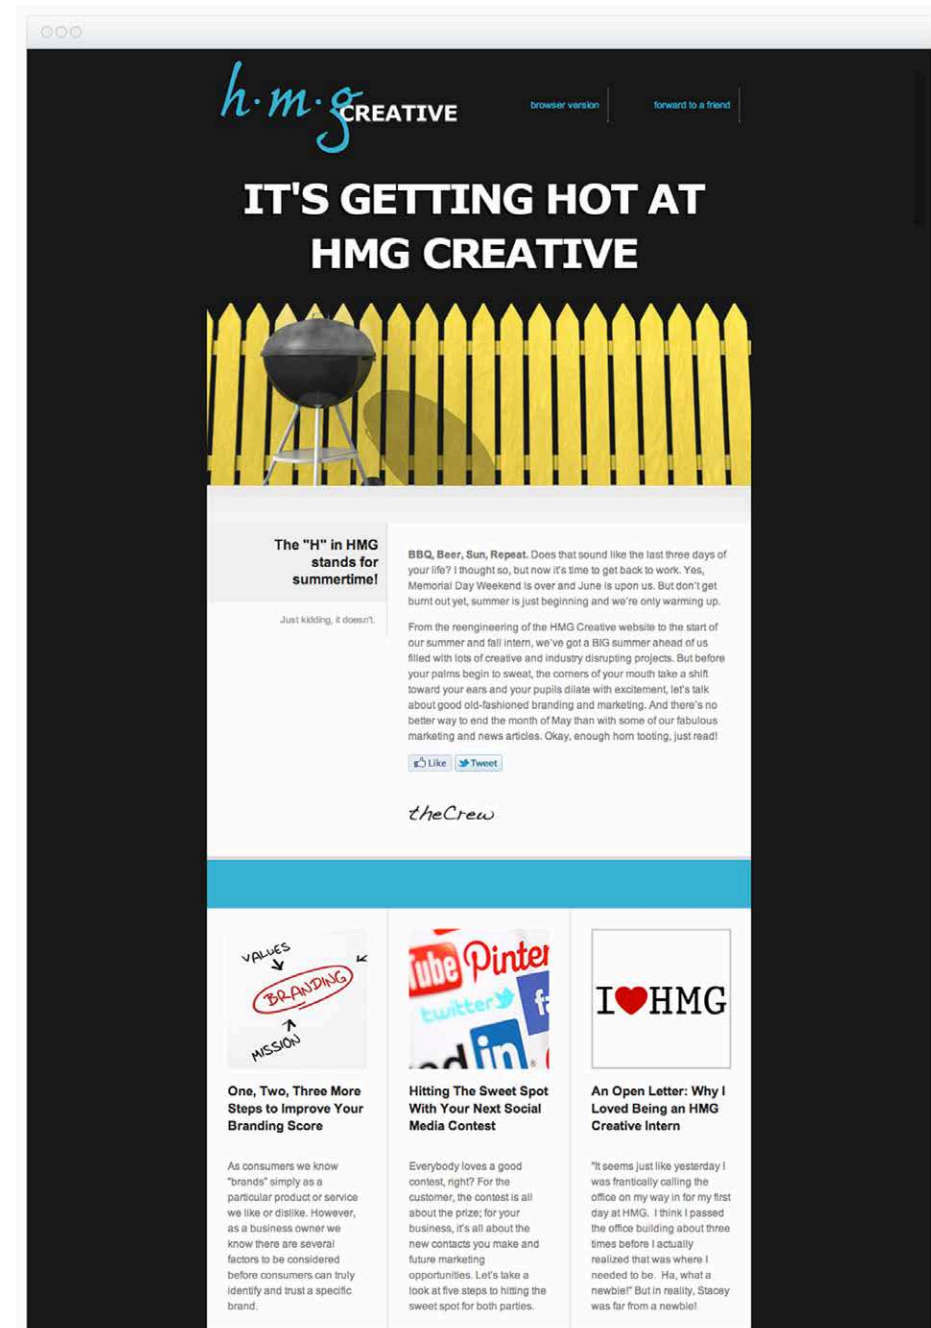 h·m·g CREATIVE
browser version
forward to a friend
IT'S GETTING HOT AT
HMG CREATIVE
The "H" in HMG
stands for
summertime!
Just kidding, it doesn't.
BBQ, Beer, Sun, Repeat. Does that sound like the last three days of
your life? I thought so, but now it's time to get back to work. Yes,
Memorial Day Weekend is over and June is upon us. But don't get
burnt out yet, summer is just beginning and we're only warming up.
From the reengineering of the HMG Creative website to the start of
our summer and fall intern, we've got a BIG summer ahead of us
filled with lots of creative and industry disrupting projects. But before
your palms begin to sweat, the corners of your mouth take a shift
toward your ears and your pupils dilate with excitement, let's talk
about good old-fashioned branding and marketing. And there's no
better way to end the month of May than with some of our fabulous
marketing and news articles. Okay, enough horn tooting, just read!
Like
Tweet
theCrew
VALUES
BRANDING
MISSION
Tube
Pinter
twitter
f
ed in
I HMG
One, Two, Three More
Steps to Improve Your
Branding Score
As consumers we know
"brands" simply as a
particular product or service
we like or dislike. However,
as a business owner we
know there are several
factors to be considered
before consumers can truly
identify and trust a specific
brand.
Hitting The Sweet Spot
With Your Next Social
Media Contest
Everybody loves a good
contest, right? For the
customer, the contest is all
about the prize; for your
business, it's all about the
new contacts you make and
future marketing
opportunities. Let's take a
look at five steps to hitting the
sweet spot for both parties.
An Open Letter: Why I
Loved Being an HMG
Creative Intern
"It seems just like yesterday I
was frantically calling the
office on my way in for my first
day at HMG. I think I passed
the office building about three
times before I actually
realized that was where I
needed to be. Ha, what a
newbie!" But in reality, Stacey
was far from a newbie!